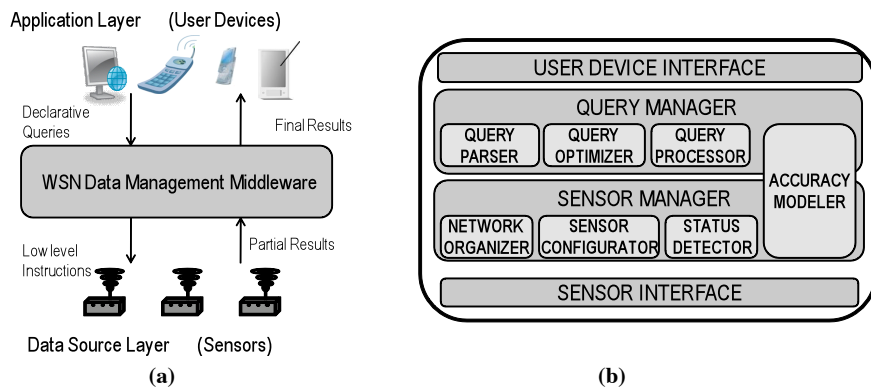 Application Layer (User Devices)
Declarative
Queries
Final Results
WSN Data Management Middleware
Low level
Instructions
Partial Results
Data Source Layer (Sensors)
(a)
USER DEVICE INTERFACE
QUERY MANAGER
QUERY
PARSER
QUERY
OPTIMIZER
QUERY
PROCESSOR
ACCURACY
MODELER
SENSOR MANAGER
NETWORK
ORGANIZER
SENSOR
CONFIGURATOR
STATUS
DETECTOR
SENSOR INTERFACE
(b)